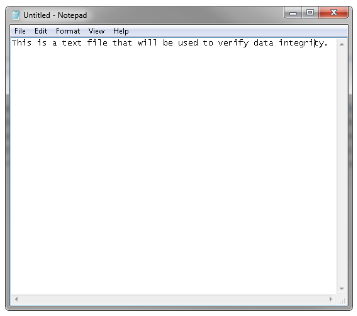 Untitled - Notepad
File Edit Format View Help
This is a text file that will be used to verify data integrity.